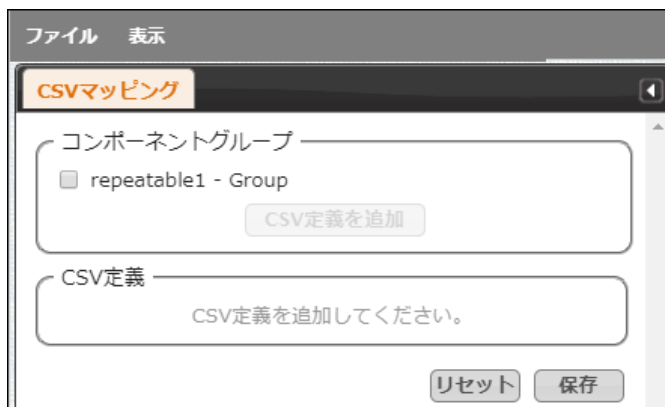 ファイル 表示
CSVマッピング
コンポーネントグループ
repeatable1 - Group
CSV定義を追加
CSV定義
CSV定義を追加してください。
リセット 保存